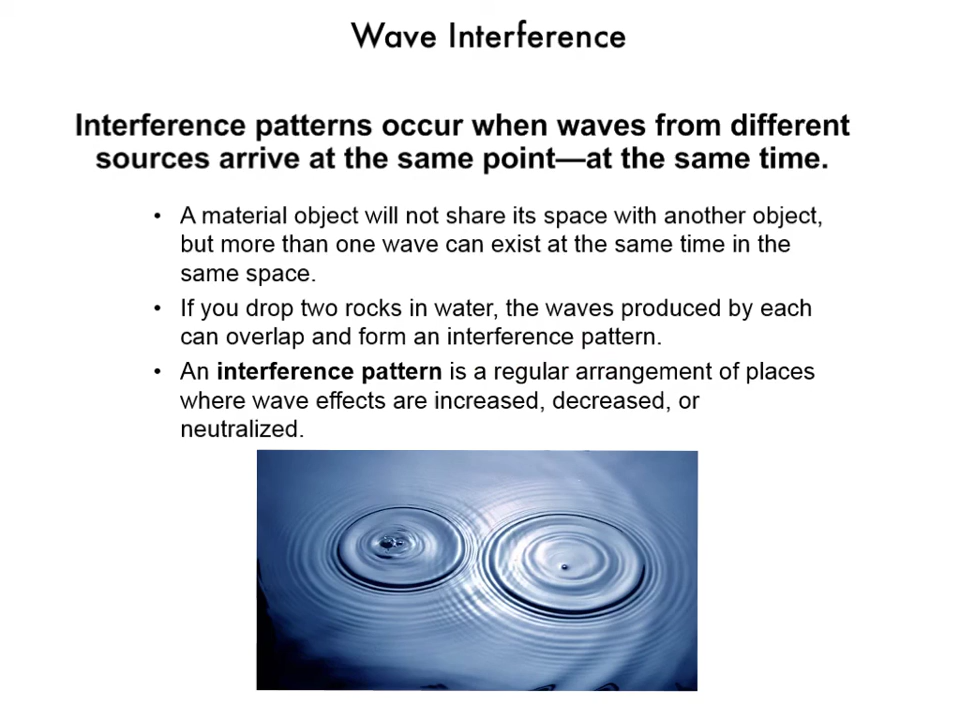 Wave Interference
Interference patterns occur when waves from different
sources arrive at the same point—at the same time.
• A material object will not share its space with another object,
but more than one wave can exist at the same time in the
same space.
• If you drop two rocks in water, the waves produced by each
can overlap and form an interference pattern.
• An interference pattern is a regular arrangement of places
where wave effects are increased, decreased, or
neutralized.